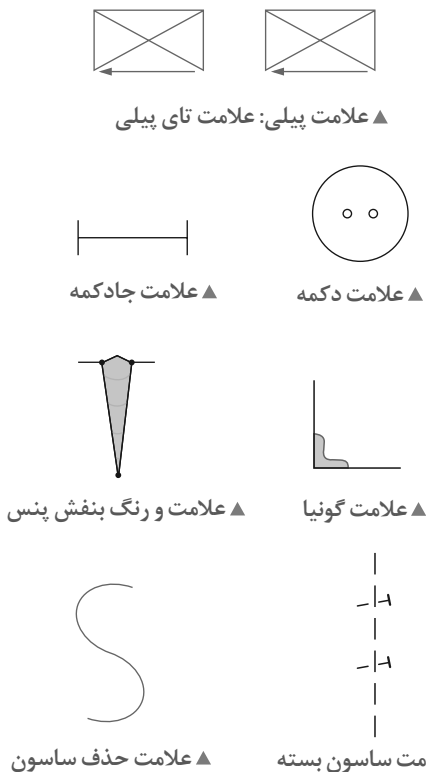 ▲ علامت پیلی: علامت تای پیلی
▲ علامت دکمه
▲ علامت جادکمه
▲ علامت گونیا
▲ علامت و رنگ بنفش پنس
مت ساسون بسته
▲ علامت حذف ساسون